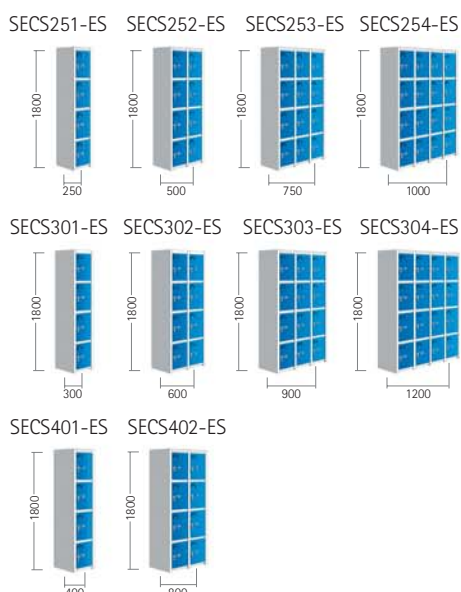 SECS251-ES SECS252-ES SECS253-ES SECS254-ES
1800 1800 1800 1800
250 500 750 1000
SECS301-ES SECS302-ES SECS303-ES SECS304-ES
1800 1800 1800 1800
300 600 900 1200
SECS401-ES SECS402-ES
1800 1800
400 800